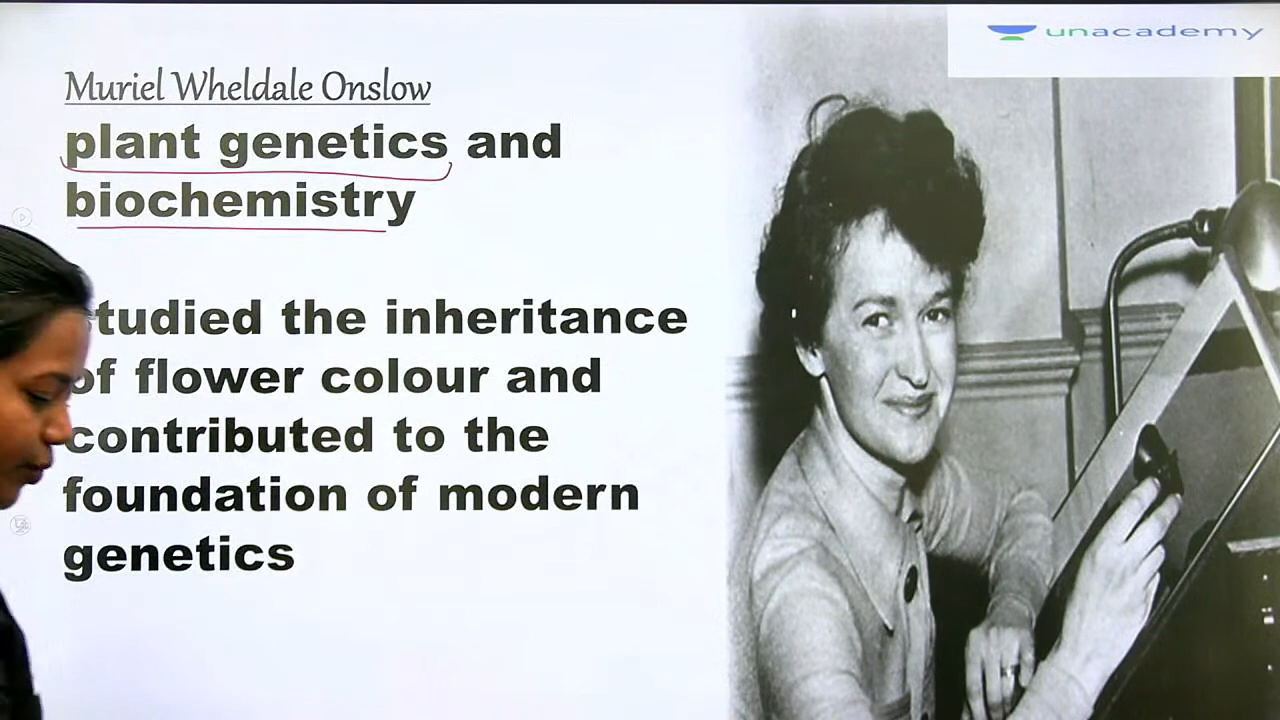 unacademy
Muriel Wheldale Onslow
plant genetics and
biochemistry
studied the inheritance
of flower colour and
contributed to the
foundation of modern
genetics